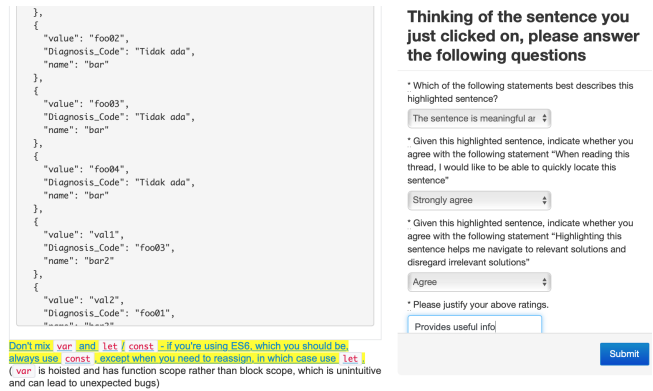 },
{
"value": "foo02",
"Diagnosis_Code": "Tidak ada",
"name": "bar"
},
{
"value": "foo03",
"Diagnosis_Code": "Tidak ada",
"name": "bar"
},
{
"value": "foo04",
"Diagnosis_Code": "Tidak ada",
"name": "bar"
},
{
"value": "val1",
"Diagnosis_Code": "foo03",
"name": "bar2"
},
{
"value": "val2",
"Diagnosis_Code": "foo01",
"name": "bar2"
Don't mix var and let / const - if you're using ES6, which you should be,
always use const , except when you need to reassign, in which case use let .
( var is hoisted and has function scope rather than block scope, which is unintuitive
and can lead to unexpected bugs)
Thinking of the sentence you
just clicked on, please answer
the following questions
* Which of the following statements best describes this
highlighted sentence?
The sentence is meaningful ar
* Given this highlighted sentence, indicate whether you
agree with the following statement “When reading this
thread, I would like to be able to quickly locate this
sentence”
Strongly agree
* Given this highlighted sentence, indicate whether you
agree with the following statement “Highlighting this
sentence helps me navigate to relevant solutions and
disregard irrelevant solutions”
Agree
* Please justify your above ratings.
Provides useful info
Submit